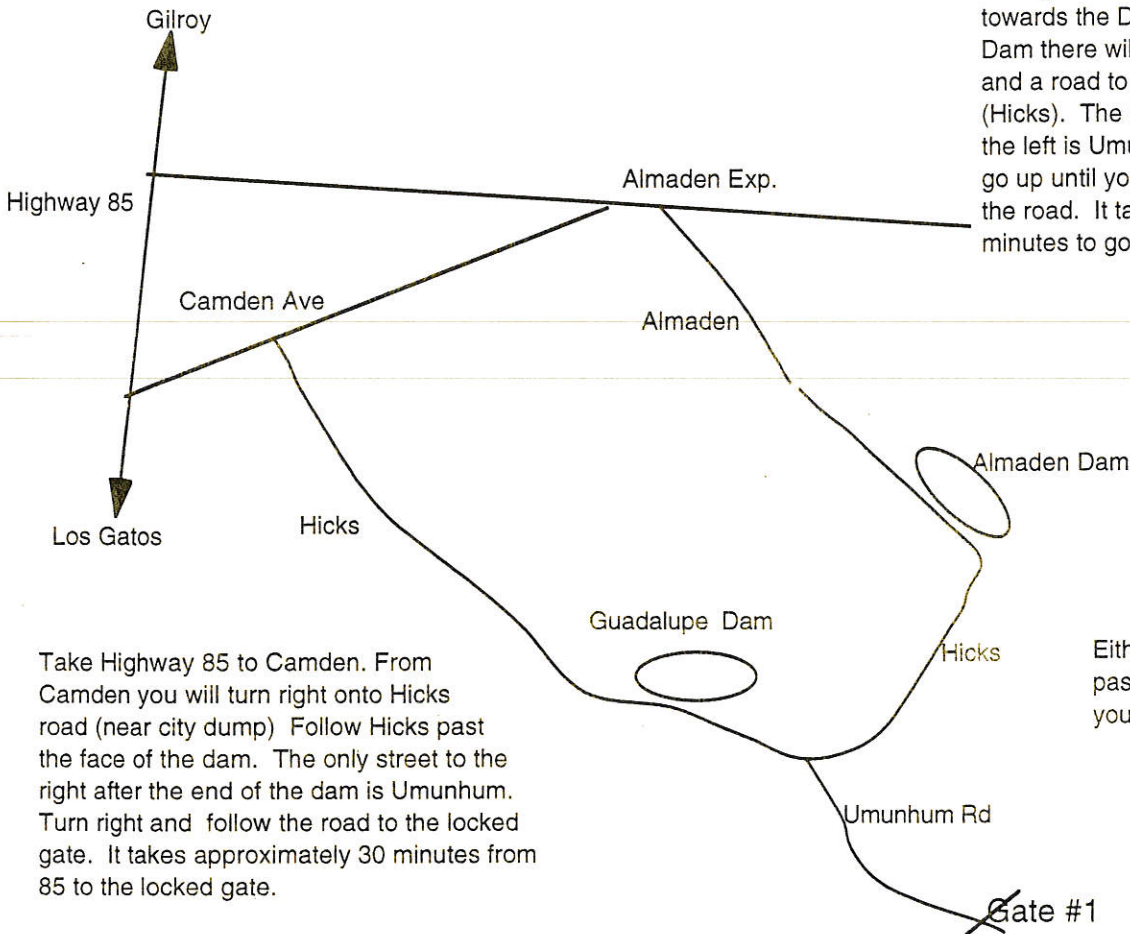 Gilroy
towards the D
Dam there wil
and a road to
(Hicks). The
the left is Umu
go up until yo
the road. It ta
minutes to go
Highway 85
Almaden Exp.
Camden Ave
Almaden
Almaden Dam
Los Gatos
Hicks
Guadalupe Dam
Hicks
Take Highway 85 to Camden. From
Camden you will turn right onto Hicks
road (near city dump) Follow Hicks past
the face of the dam. The only street to the
right after the end of the dam is Umunhum.
Turn right and follow the road to the locked
gate. It takes approximately 30 minutes from
85 to the locked gate.
Eith
pas
you
Umunhum Rd
Gate #1